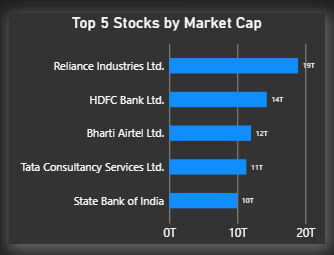 Top 5 Stocks by Market Cap
Reliance Industries Ltd. 19T
HDFC Bank Ltd. 14T
Bharti Airtel Ltd. 12T
Tata Consultancy Services Ltd. 11T
State Bank of India 10T
0T 10T 20T